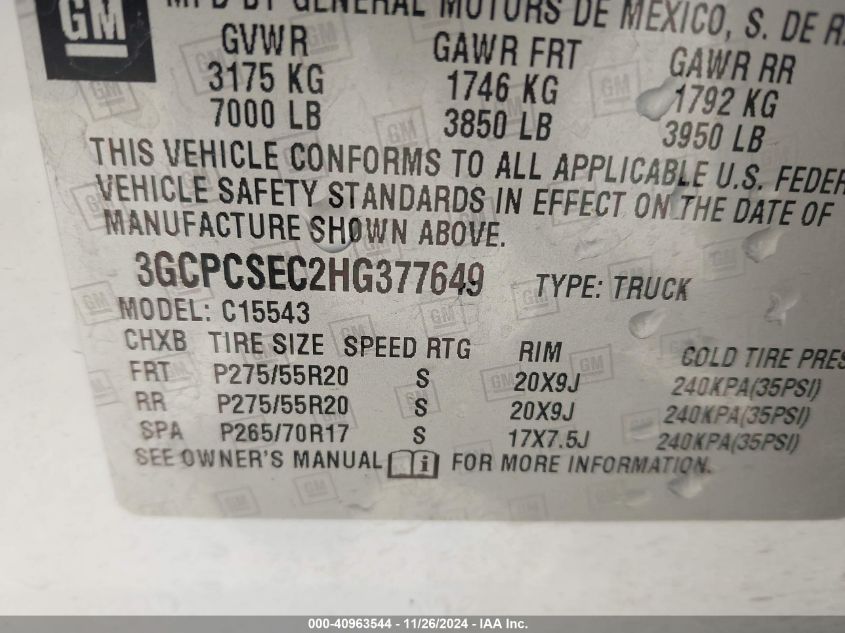 GM
MFD BY GENERAL MOTORS DE MEXICO, S. DE R.
GVWR GAWR FRT GAWR RR
3175 KG 1746 KG 1792 KG
7000 LB 3850 LB 3950 LB
THIS VEHICLE CONFORMS TO ALL APPLICABLE U.S. FEDER
VEHICLE SAFETY STANDARDS IN EFFECT ON THE DATE OF
MANUFACTURE SHOWN ABOVE.
3GCPCSEC2HG377649 TYPE: TRUCK
MODEL: C15543
CHXB TIRE SIZE SPEED RTG RIM COLD TIRE PRES
FRT P275/55R20 S 20X9J 240KPA(35PSI)
RR P275/55R20 S 20X9J 240KPA(35PSI)
SPA P265/70R17 S 17X7.5J 240KPA(35PSI)
SEE OWNER'S MANUAL i FOR MORE INFORMATION.
000-40963544 - 11/26/2024 - IAA Inc.